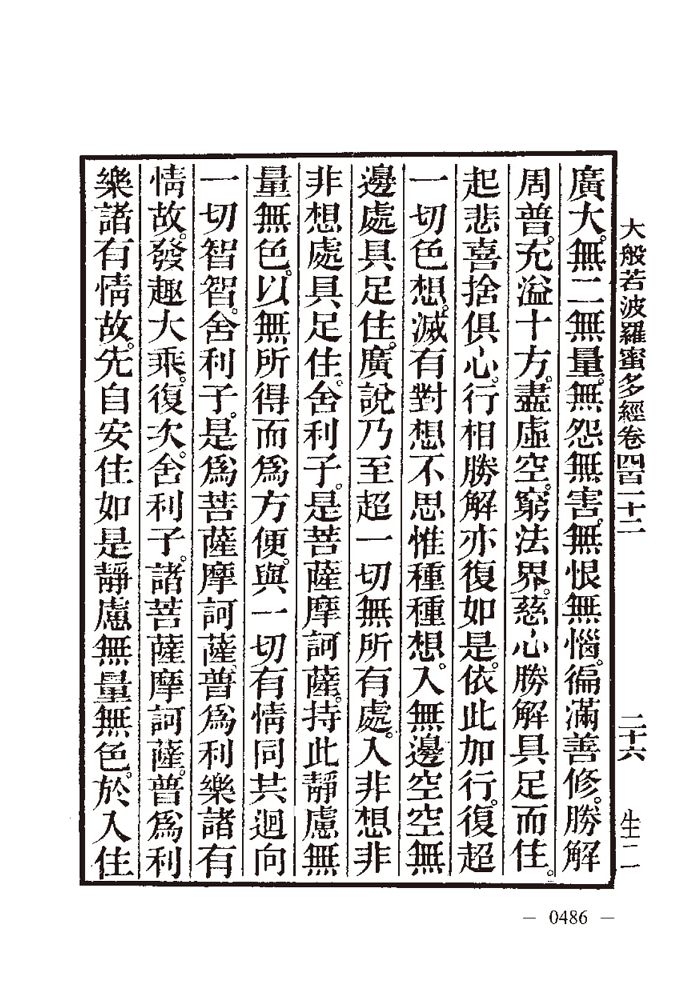 大般若波羅蜜多經卷四百一十二 二十六 生二
廣大。無二無量。無怨無害。無恨無惱。徧滿善修。勝解
周普。充溢十方。盡虛空。窮法界。慈心勝解具足而住。
起悲喜捨俱心。行相勝解亦復如是。依此加行。復超
一切色想。滅有對想不思惟種種想。入無邊空空無
邊處具足住。廣說乃至超一切無所有處。入非想非
非想處具足住。舍利子。是菩薩摩訶薩。持此靜慮無
量無色。以無所得而爲方便。與一切有情同共迴向
一切智智。舍利子。是爲菩薩摩訶薩普爲利樂諸有
情故。發趣大乘。復次。舍利子。諸菩薩摩訶薩。普爲利
樂諸有情故。先自安住如是靜慮無量無色。於入住
— 0486 —